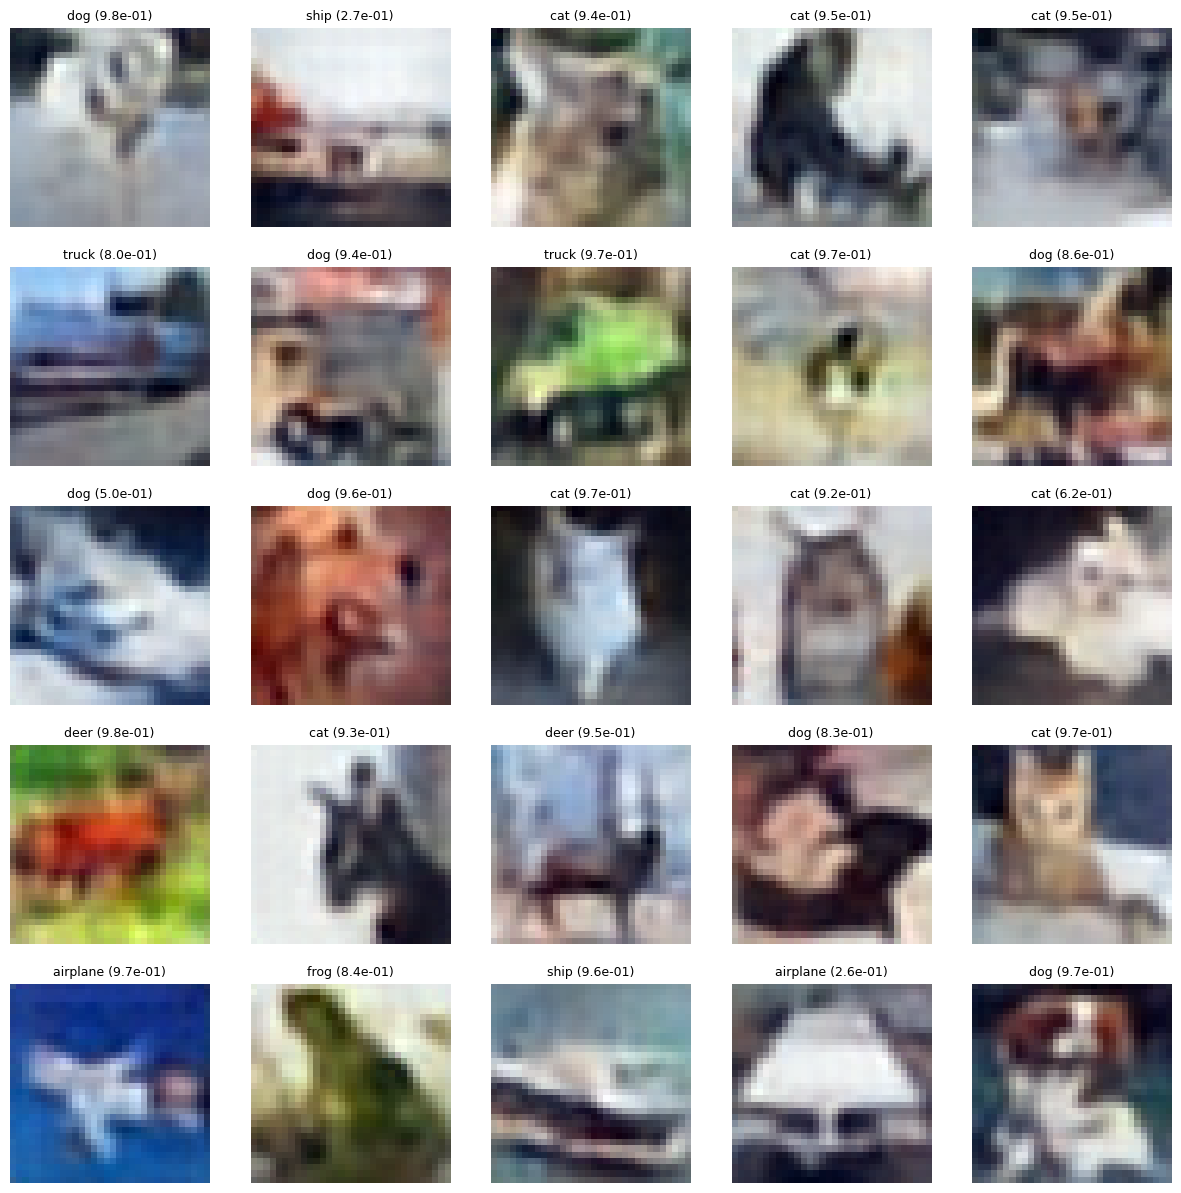 dog (9.8e-01)
ship (2.7e-01)
cat (9.4e-01)
cat (9.5e-01)
cat (9.5e-01)
truck (8.0e-01)
dog (9.4e-01)
truck (9.7e-01)
cat (9.7e-01)
dog (8.6e-01)
dog (5.0e-01)
dog (9.6e-01)
cat (9.7e-01)
cat (9.2e-01)
cat (6.2e-01)
deer (9.8e-01)
cat (9.3e-01)
deer (9.5e-01)
dog (8.3e-01)
cat (9.7e-01)
airplane (9.7e-01)
frog (8.4e-01)
ship (9.6e-01)
airplane (2.6e-01)
dog (9.7e-01)